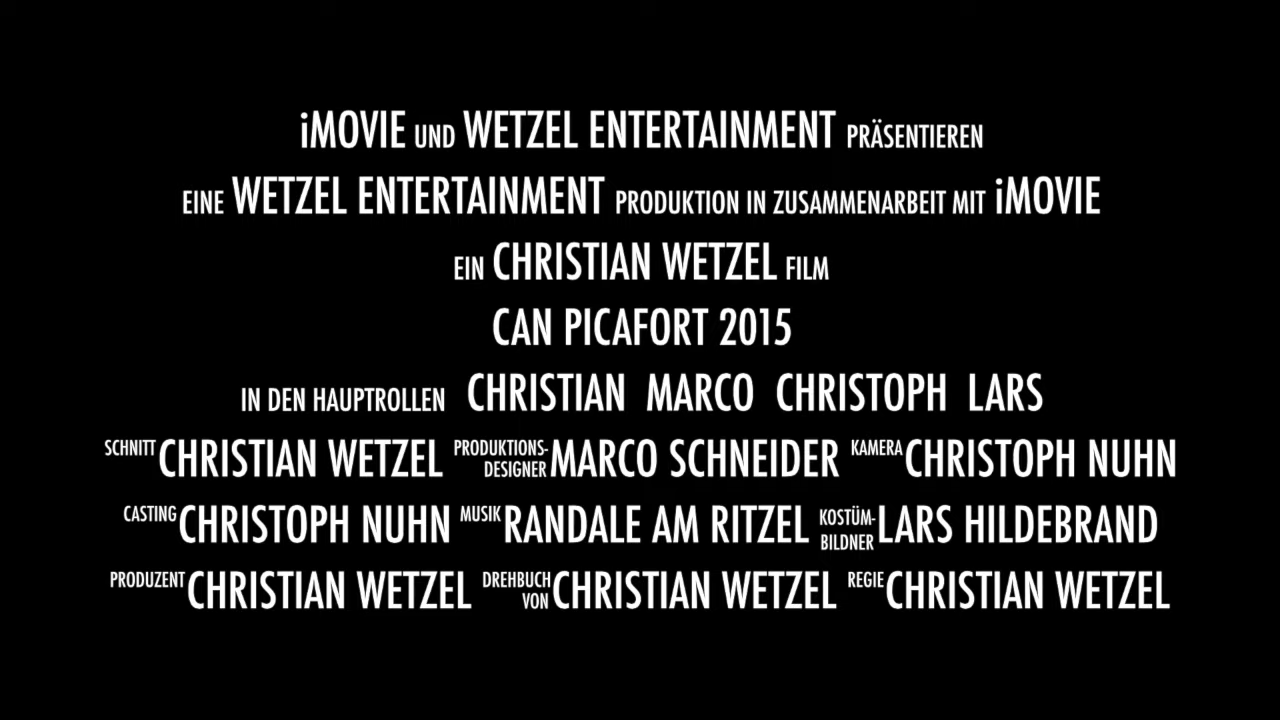 iMOVIE UND WETZEL ENTERTAINMENT PRÄSENTIEREN
EINE WETZEL ENTERTAINMENT PRODUKTION IN ZUSAMMENARBEIT MIT iMOVIE
EIN CHRISTIAN WETZEL FILM
CAN PICAFORT 2015
IN DEN HAUPTROLLEN CHRISTIAN MARCO CHRISTOPH LARS
SCHNITT CHRISTIAN WETZEL PRODUKTIONS-DESIGNER MARCO SCHNEIDER KAMERA CHRISTOPH NUHN
CASTING CHRISTOPH NUHN MUSIK RANDALE AM RITZEL KOSTÜM-BILDNER LARS HILDEBRAND
PRODUZENT CHRISTIAN WETZEL DREHBUCH VON CHRISTIAN WETZEL REGIE CHRISTIAN WETZEL